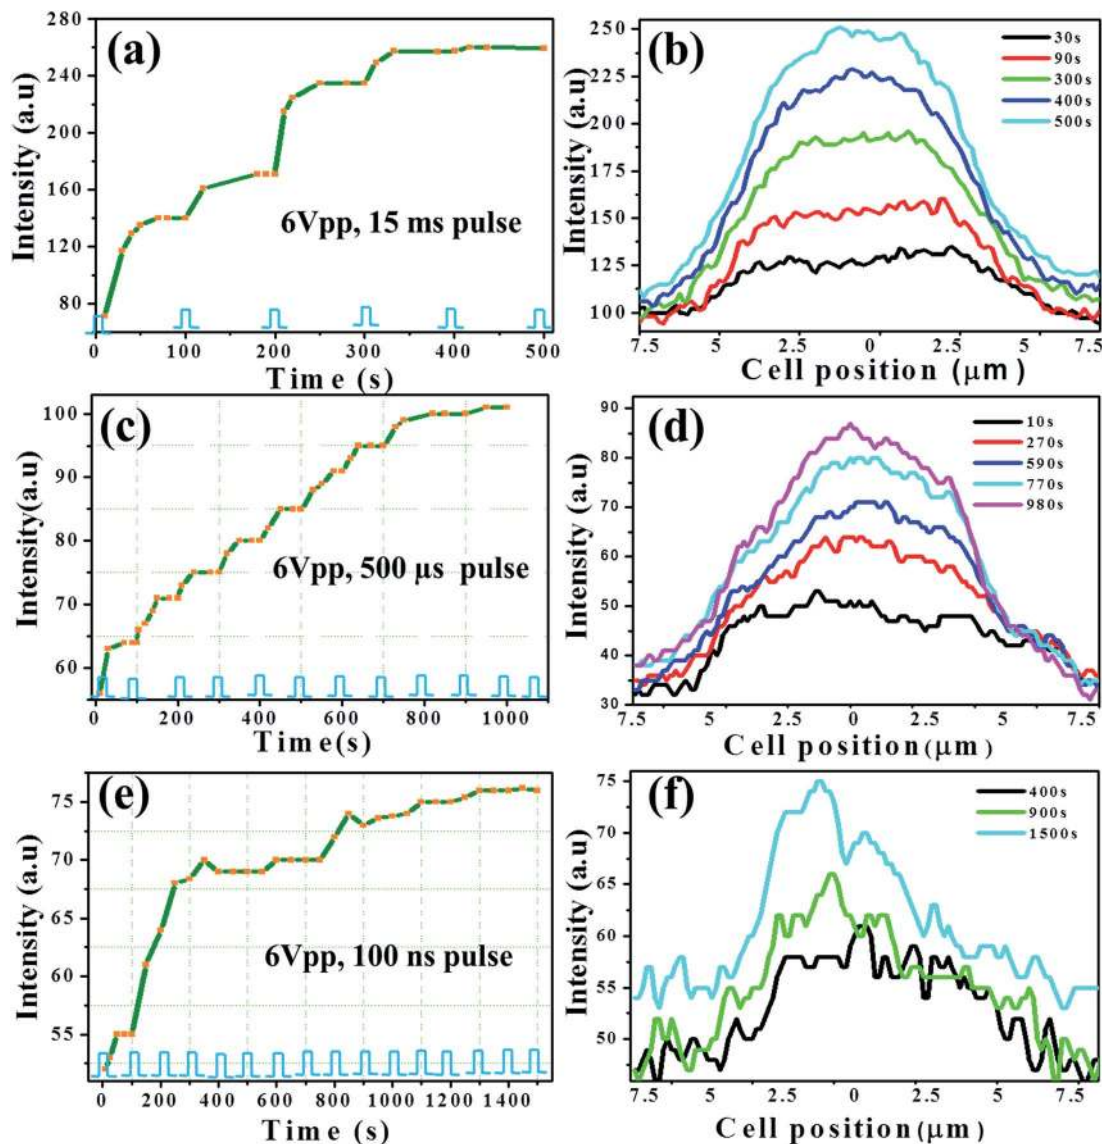 (a)
Intensity (a.u)
280
240
200
160
120
80
6Vpp, 15 ms pulse
0 100 200 300 400 500
Time (s)
(b)
Intensity (a.u)
250
225
200
175
150
125
100
30s
90s
300s
400s
500s
7.5 5 2.5 0 2.5 5 7.5
Cell position (μm)
(c)
Intensity(a.u)
100
90
80
70
60
6Vpp, 500 μs pulse
0 200 400 600 800 1000
Time(s)
(d)
Intensity (a.u)
90
80
70
60
50
40
30
10s
270s
590s
770s
980s
7.5 5 2.5 0 2.5 5 7.5
Cell position(μm)
(e)
Intensity (a.u)
75
70
65
60
55
6Vpp, 100 ns pulse
0 200 400 600 800 1000 1200 1400
Time (s)
(f)
Intensity (a.u)
75
70
65
60
55
50
400s
900s
1500s
7.5 5 2.5 0 2.5 5 7.5
Cell position(μm)